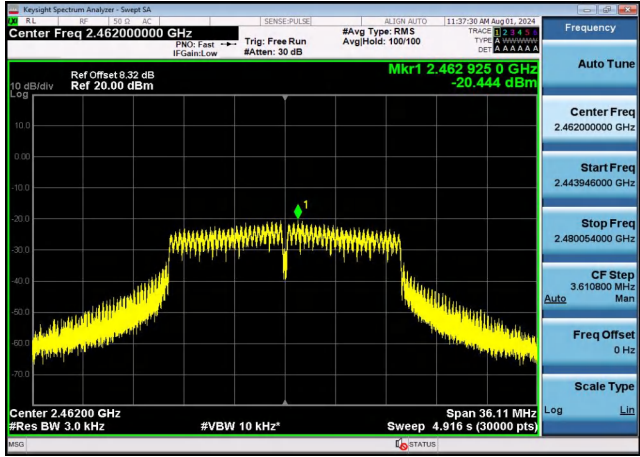 Keysight Spectrum Analyzer - Swept SA
RL RF 50 Ω AC SENSE:PULSE ALIGN AUTO 11:37:30 AM Aug 01, 2024
Center Freq 2.462000000 GHz
PNO: Fast
IFGain:Low
Trig: Free Run
#Atten: 30 dB
#Avg Type: RMS
Avg|Hold: 100/100
TRACE 1 2 3 4 5 6
TYPE A WWWWW
DET A A A A A A
Frequency
Auto Tune
Center Freq
2.462000000 GHz
Start Freq
2.443946000 GHz
Stop Freq
2.480054000 GHz
CF Step
3.610800 MHz
Auto Man
Freq Offset
0 Hz
Scale Type
Log Lin
Ref Offset 8.32 dB
10 dB/div Ref 20.00 dBm
Log
Mkr1 2.462 925 0 GHz
-20.444 dBm
10.0
0.00
-10.0
-20.0
-30.0
-40.0
-50.0
-60.0
-70.0
1
Center 2.46200 GHz Span 36.11 MHz
#Res BW 3.0 kHz #VBW 10 kHz* Sweep 4.916 s (30000 pts)
MSG STATUS